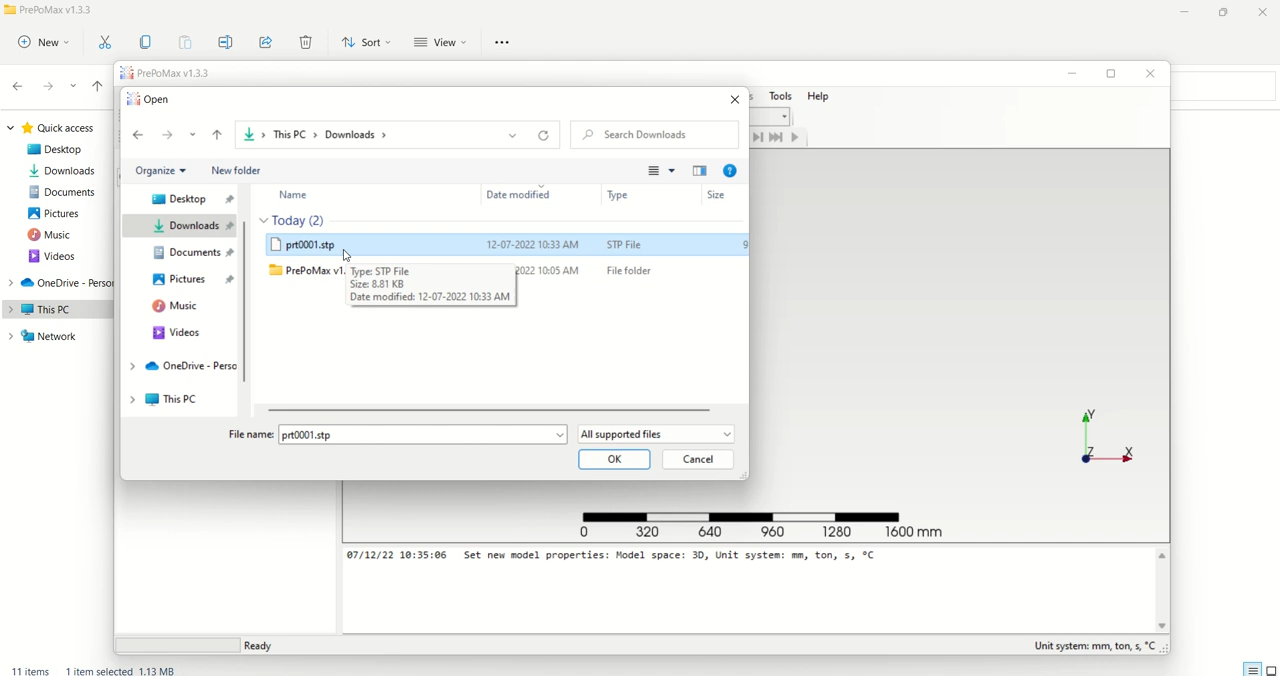 PrePoMax v1.3.3
New
Sort
View
PrePoMax v1.3.3
Tools Help
Open
This PC > Downloads >
Search Downloads
Organize
New folder
Quick access
Desktop
Downloads
Documents
Pictures
Music
Videos
OneDrive - Person
This PC
Network
Desktop
Downloads
Documents
Pictures
Music
Videos
OneDrive - Perso
This PC
Name Date modified Type Size
Today (2)
prt0001.stp 12-07-2022 10:33 AM STP File 9
PrePoMax v1. 2022 10:05 AM File folder
Type: STP File
Size: 8.81 KB
Date modified: 12-07-2022 10:33 AM
File name: prt0001.stp All supported files
OK Cancel
Y
Z X
0 320 640 960 1280 1600 mm
07/12/22 10:35:06 Set new model properties: Model space: 3D, Unit system: mm, ton, s, °C
Ready
Unit system: mm, ton, s, °C
11 items 1 item selected 1.13 MB